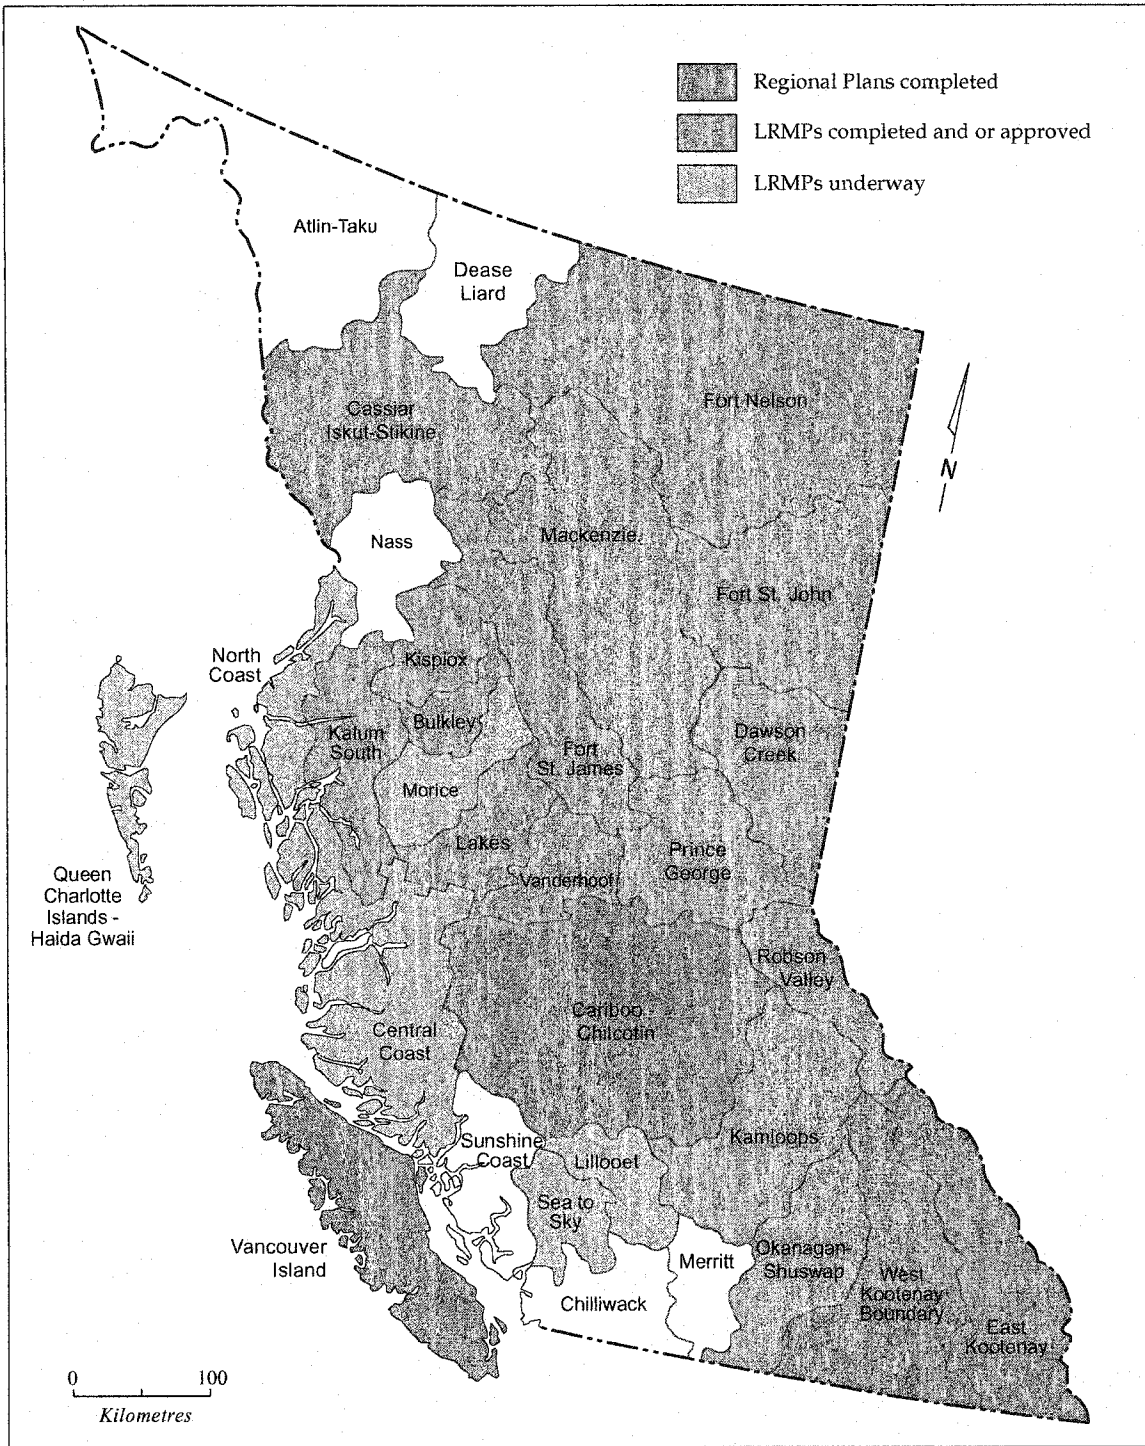 Regional Plans completed
LRMPs completed and or approved
LRMPs underway
Atlin-Taku
Dease
Liard
Fort Nelson
Cassiar
Iskut-Stikine
N
Nass
Mackenzie
Fort St. John
North
Coast
Kispiox
Bulkley
Kalum
South
Fort
St. James
Dawson
Creek
Morice
Lakes
Vanderhoof
Prince
George
Queen
Charlotte
Islands -
Haida Gwaii
Robson
Valley
Cariboo
Chilcotin
Central
Coast
Kamloops
Sunshine
Coast
Lillooet
Sea to
Sky
Vancouver
Island
Merritt
Okanagan-
Shuswap
West
Kootenay
Boundary
Chilliwack
East
Kootenay
0 100
Kilometres